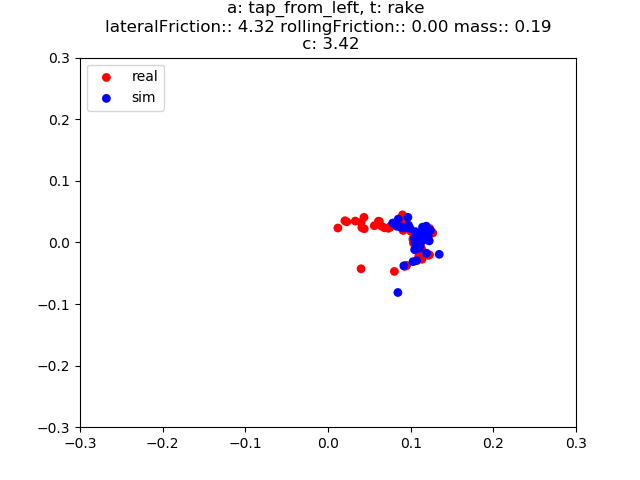 a: tap_from_left, t: rake
lateralFriction:: 4.32 rollingFriction:: 0.00 mass:: 0.19
c: 3.42
real
sim
0.3
0.2
0.1
0.0
−0.1
−0.2
−0.3
−0.3 −0.2 −0.1 0.0 0.1 0.2 0.3